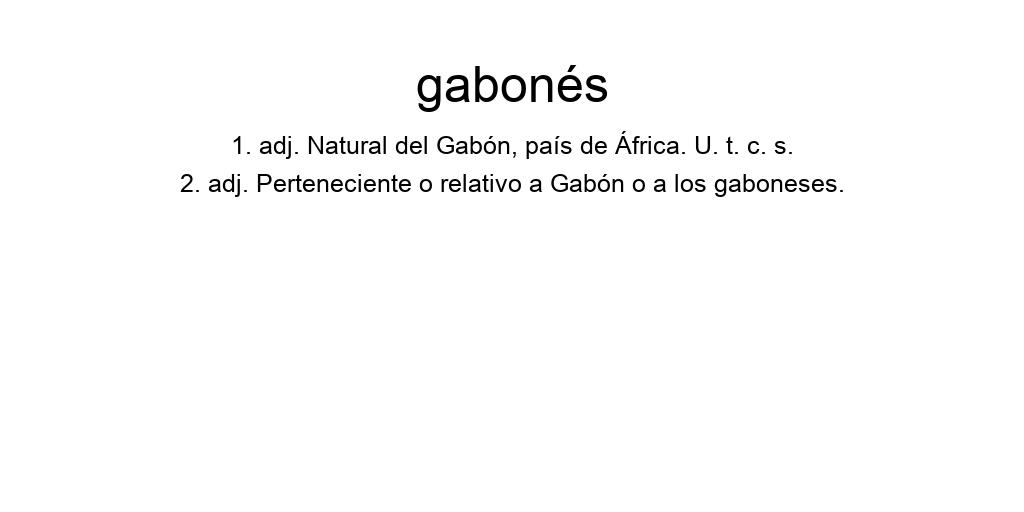 gabonés
1. adj. Natural del Gabón, país de África. U. t. c. s.
2. adj. Perteneciente o relativo a Gabón o a los gaboneses.